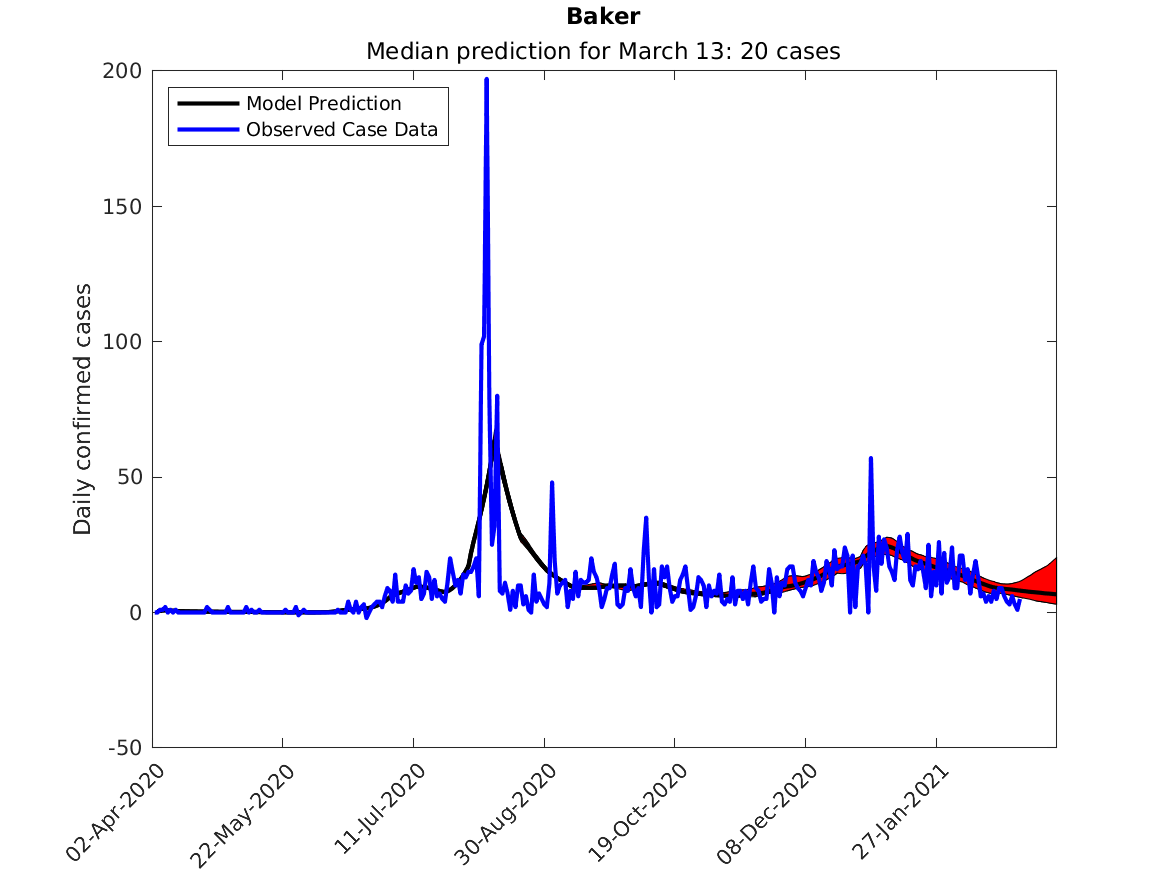 Baker
Median prediction for March 13: 20 cases
Model Prediction
Observed Case Data
Daily confirmed cases
200
150
100
50
0
-50
02-Apr-2020
22-May-2020
11-Jul-2020
30-Aug-2020
19-Oct-2020
08-Dec-2020
27-Jan-2021